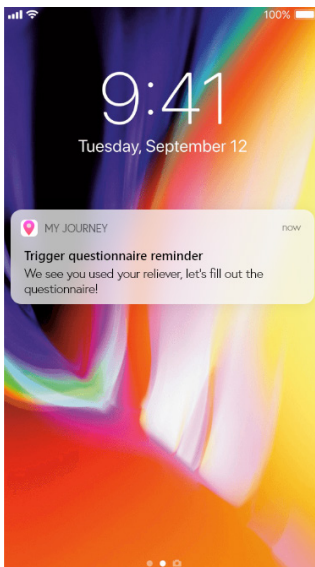 100%
9:41
Tuesday, September 12
MY JOURNEY now
Trigger questionnaire reminder
We see you used your reliever, let's fill out the
questionnaire!